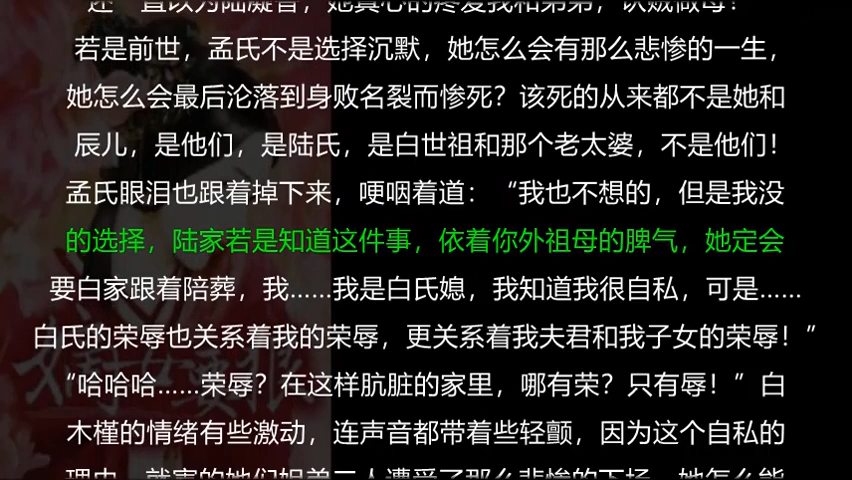 若是前世，孟氏不是选择沉默，她怎么会有那么悲惨的一生，
她怎么会最后沦落到身败名裂而惨死？该死的从来都不是她和
辰儿，是他们，是陆氏，是白世祖和那个老太婆，不是他们！
孟氏眼泪也跟着掉下来，哽咽着道：“我也不想的，但是我没
的选择，陆家若是知道这件事，依着你外祖母的脾气，她定会
要白家跟着陪葬，我……我是白氏媳，我知道我很自私，可是……
白氏的荣辱也关系着我的荣辱，更关系着我夫君和我子女的荣辱！”
“哈哈哈……荣辱？在这样肮脏的家里，哪有荣？只有辱！”白
木槿的情绪有些激动，连声音都带着些轻颤，因为这个自私的